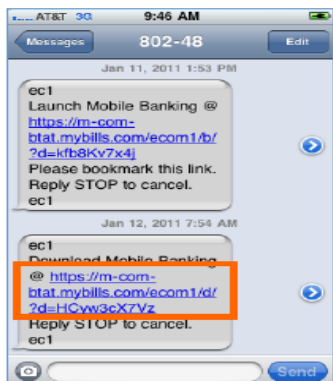 AT&T 3G 9:46 AM
Messages 802-48 Edit
Jan 11, 2011 1:53 PM
ec1
Launch Mobile Banking @
https://m-com-
btat.mybills.com/ecom1/b/
?d=kfb8Kv7x4j
Please bookmark this link.
Reply STOP to cancel.
ec1
Jan 12, 2011 7:54 AM
ec1
Download Mobile Banking
@ https://m-com-
btat.mybills.com/ecom1/d/
?d=HCyw3cX7Vz
Reply STOP to cancel.
ec1
Send